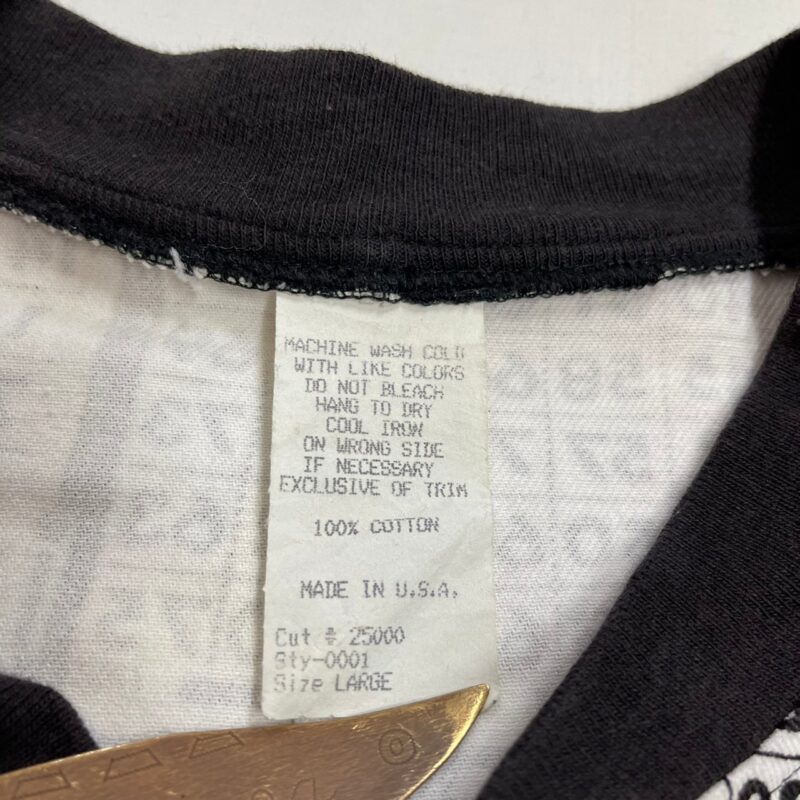 MACHINE WASH COLD
WITH LIKE COLORS
DO NOT BLEACH
HANG TO DRY
COOL IRON
ON WRONG SIDE
IF NECESSARY
EXCLUSIVE OF TRIM
100% COTTON
MADE IN U.S.A.
Cut # 25000
Sty-0001
Size LARGE